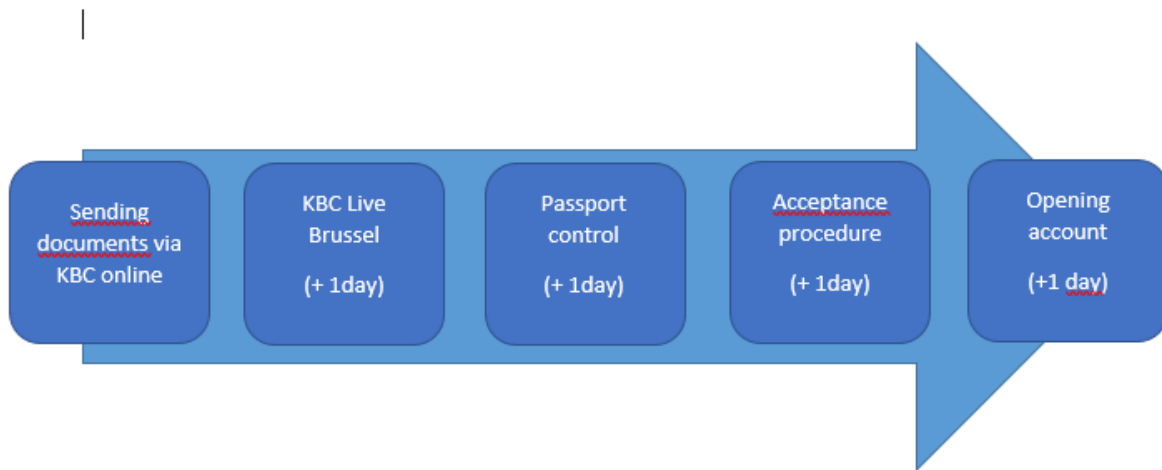 Sending
documents via
KBC online
KBC Live
Brussel
(+ 1day)
Passport
control
(+ 1day)
Acceptance
procedure
(+ 1day)
Opening
account
(+1 day)